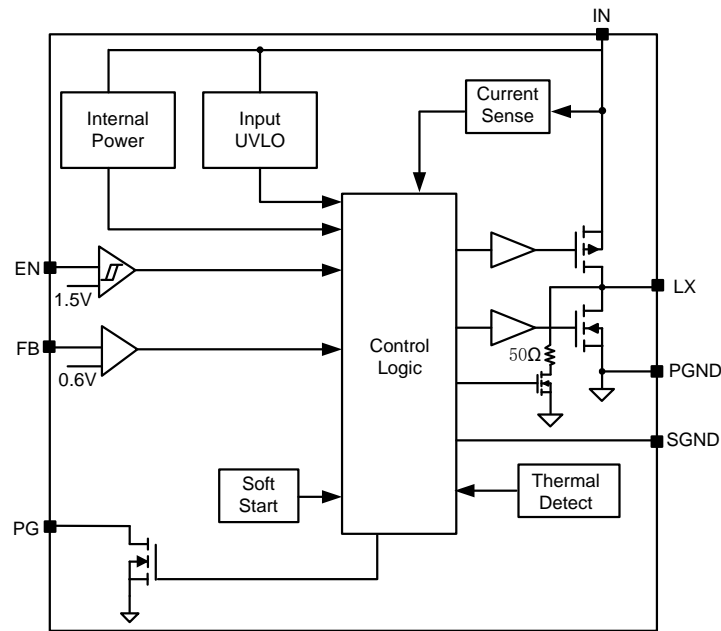 IN
Internal
Power
Input
UVLO
Current
Sense
EN
1.5V
LX
FB
0.6V
Control
Logic
50Ω
PGND
SGND
Soft
Start
Thermal
Detect
PG